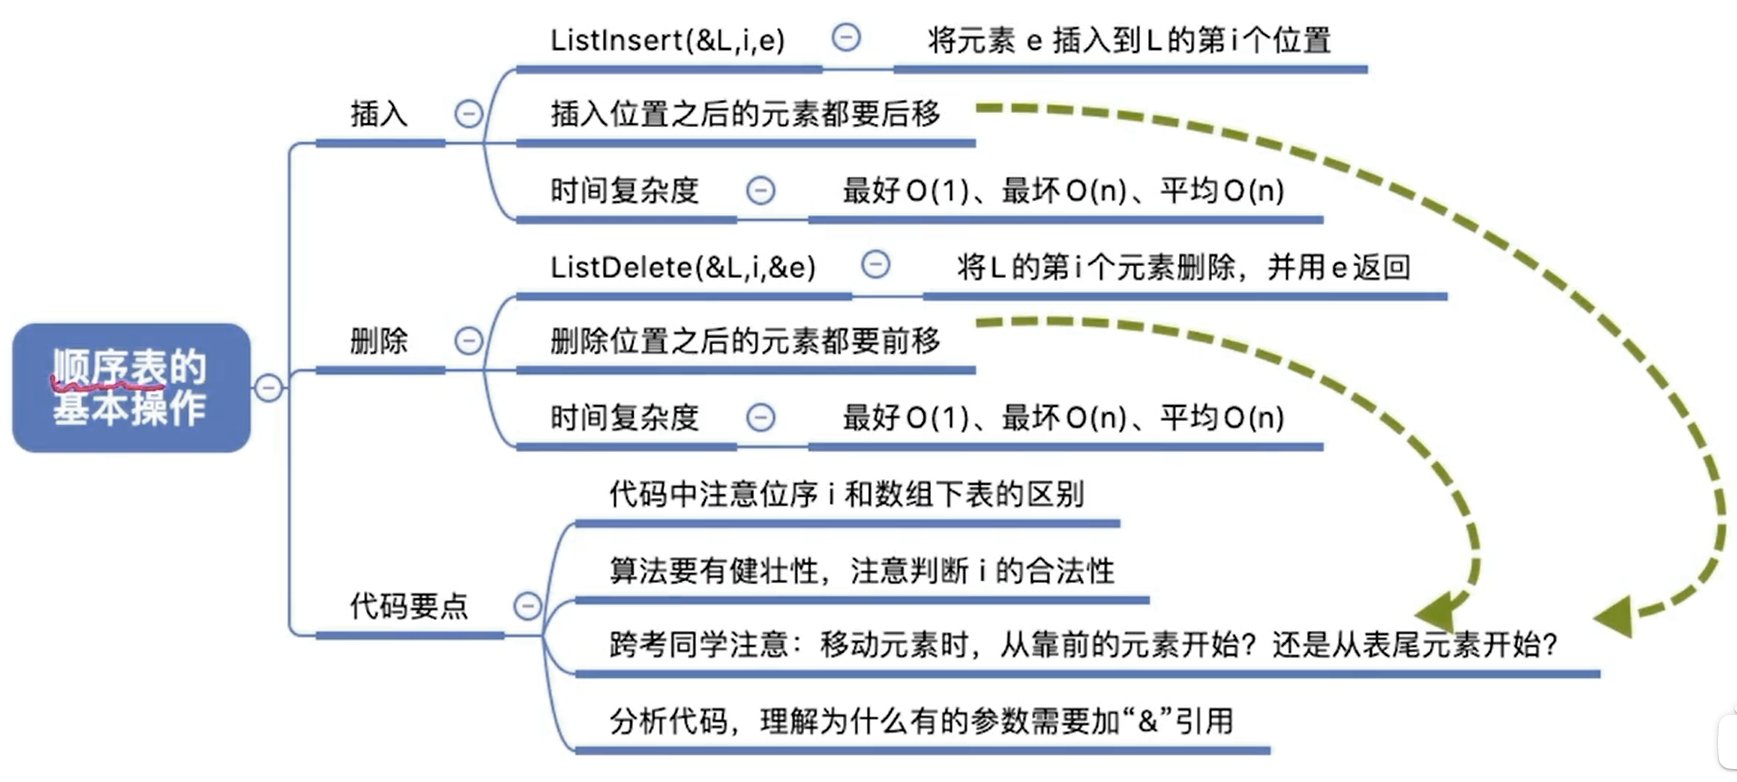 顺序表的
基本操作
插入
ListInsert(&L,i,e)
将元素 e 插入到L的第i个位置
插入位置之后的元素都要后移
时间复杂度
最好O(1)、最坏O(n)、平均O(n)
删除
ListDelete(&L,i,&e)
将L的第i个元素删除，并用e返回
删除位置之后的元素都要前移
时间复杂度
最好O(1)、最坏O(n)、平均O(n)
代码要点
代码中注意位序 i 和数组下表的区别
算法要有健壮性，注意判断 i 的合法性
跨考同学注意：移动元素时，从靠前的元素开始？还是从表尾元素开始？
分析代码，理解为什么有的参数需要加“&”引用